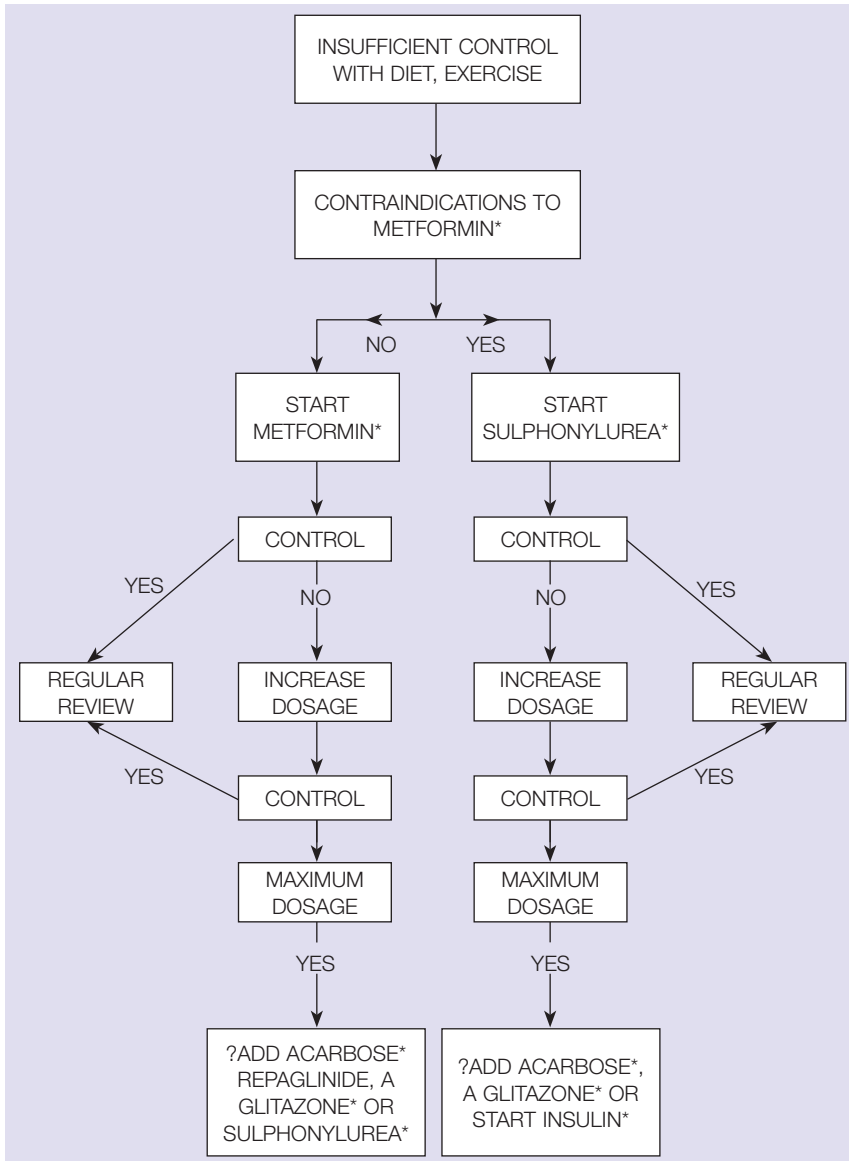 INSUFFICIENT CONTROL
WITH DIET, EXERCISE
CONTRAINDICATIONS TO
METFORMIN*
NO
YES
START
METFORMIN*
START
SULPHONYLUREA*
CONTROL
CONTROL
YES
NO
NO
YES
REGULAR
REVIEW
INCREASE
DOSAGE
INCREASE
DOSAGE
REGULAR
REVIEW
YES
CONTROL
CONTROL
YES
MAXIMUM
DOSAGE
MAXIMUM
DOSAGE
YES
YES
?ADD ACARBOSE*
REPAGLINIDE, A
GLITAZONE* OR
SULPHONYLUREA*
?ADD ACARBOSE*,
A GLITAZONE* OR
START INSULIN*